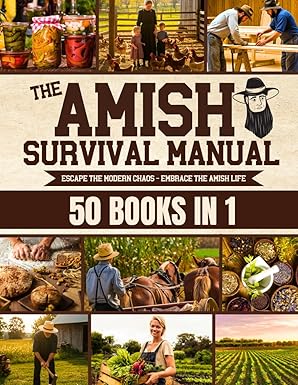 THE
AMISH
SURVIVAL MANUAL
ESCAPE THE MODERN CHAOS - EMBRACE THE AMISH LIFE
50 BOOKS IN 1